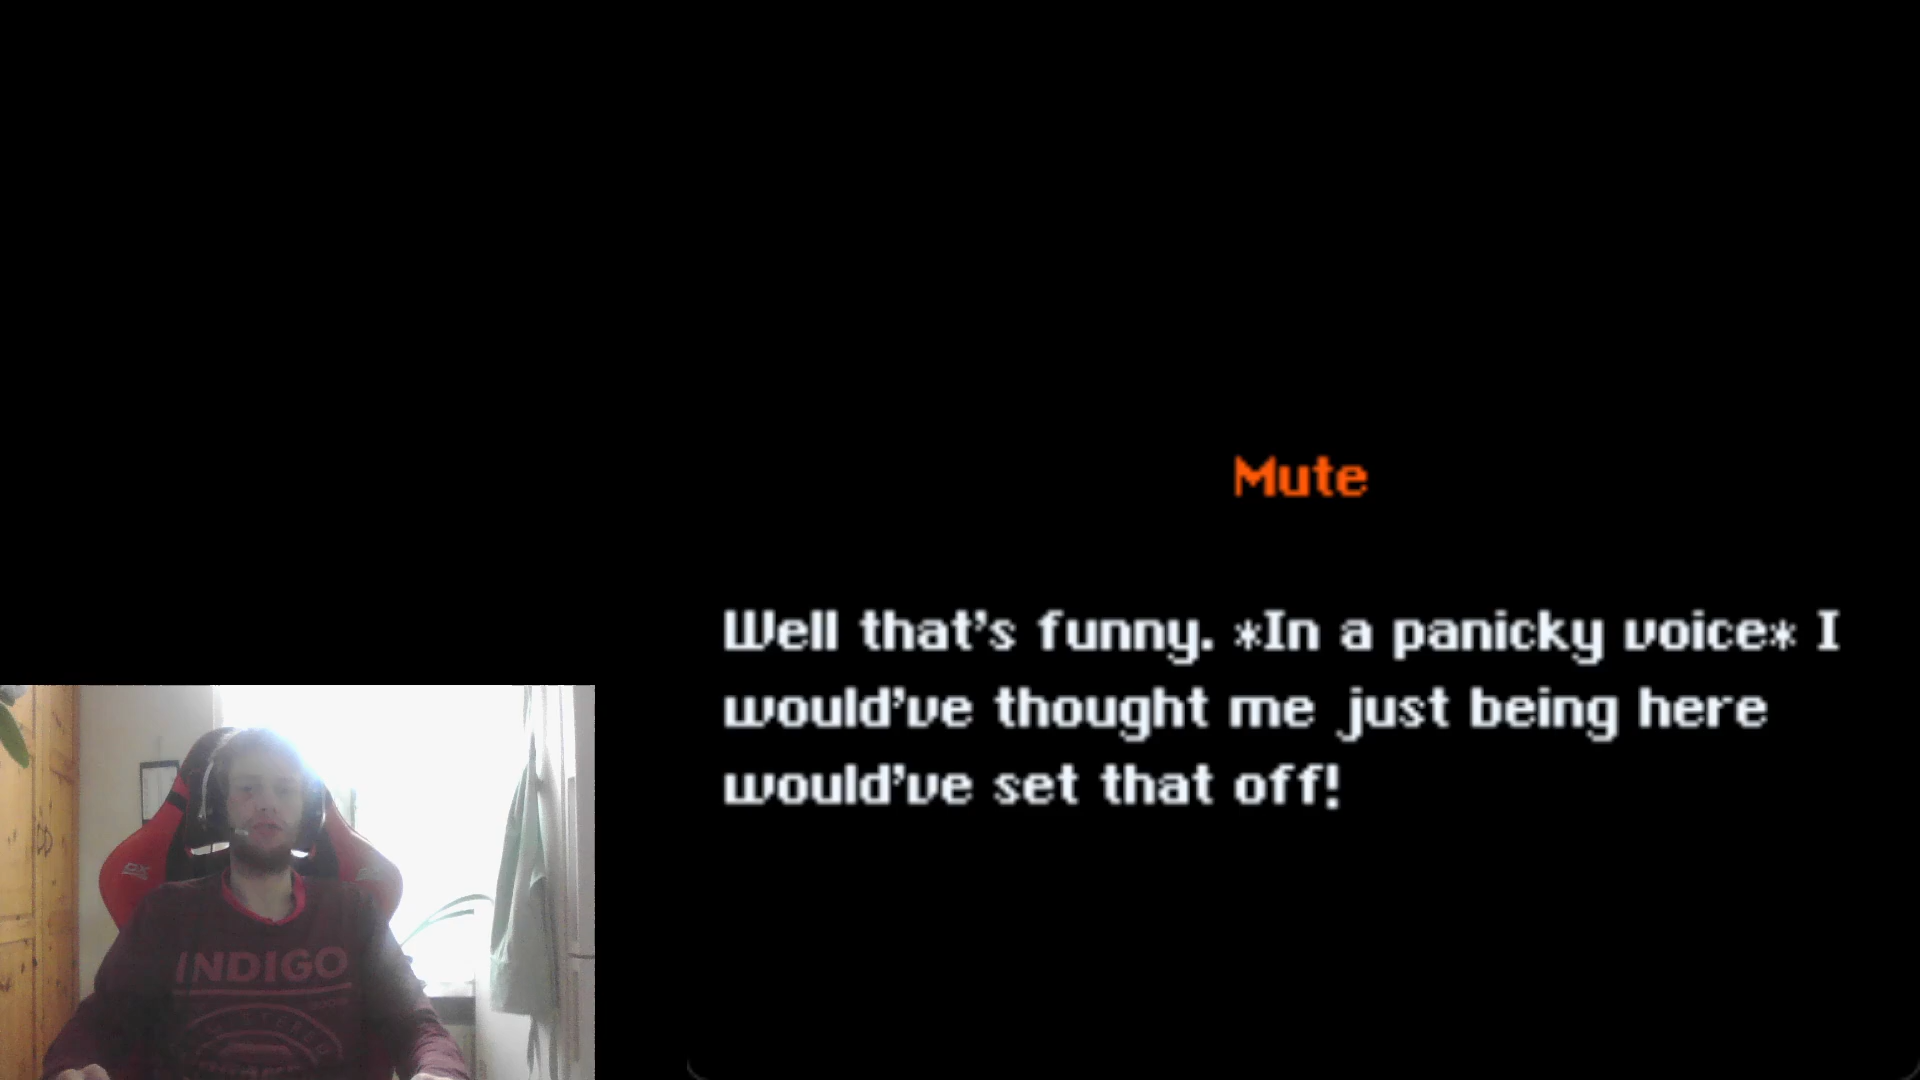 Mute
Well that's funny. *In a panicky voice* I
would've thought me just being here
would've set that off!
INDIGO